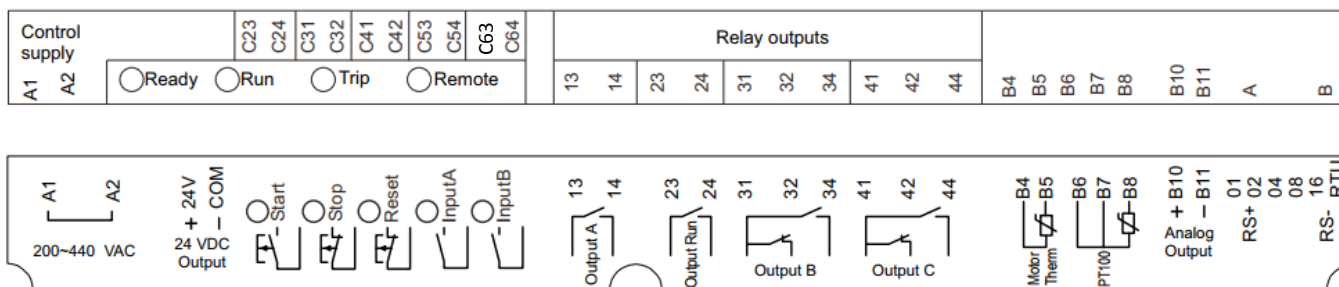 Control supply
C23 C24 C31 C32 C41 C42 C53 C54 C63 C64
Relay outputs
A1 A2
Ready Run Trip Remote
13 14 23 24 31 32 34 41 42 44
B4 B5 B6 B7 B8 B10 B11 A B
A1 A2
200~440 VAC
+ 24V
- COM
24 VDC
Output
Start
Stop
Reset
InputA
InputB
13 14
Output A
23 24
Output Run
31 32 34
Output B
41 42 44
Output C
B4 B5
Motor
Therm
B6 B7 B8
PT100
+ B10
- B11
Analog
Output
01
RS+ 02
04
08
RS- 16
RTU